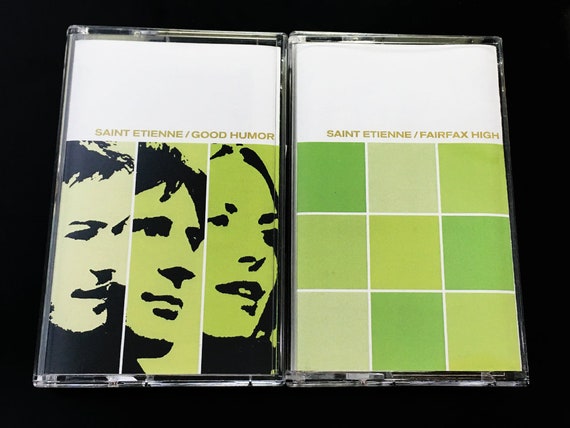 SAINT ETIENNE/GOOD HUMOR
SAINT ETIENNE/FAIRFAX HIGH